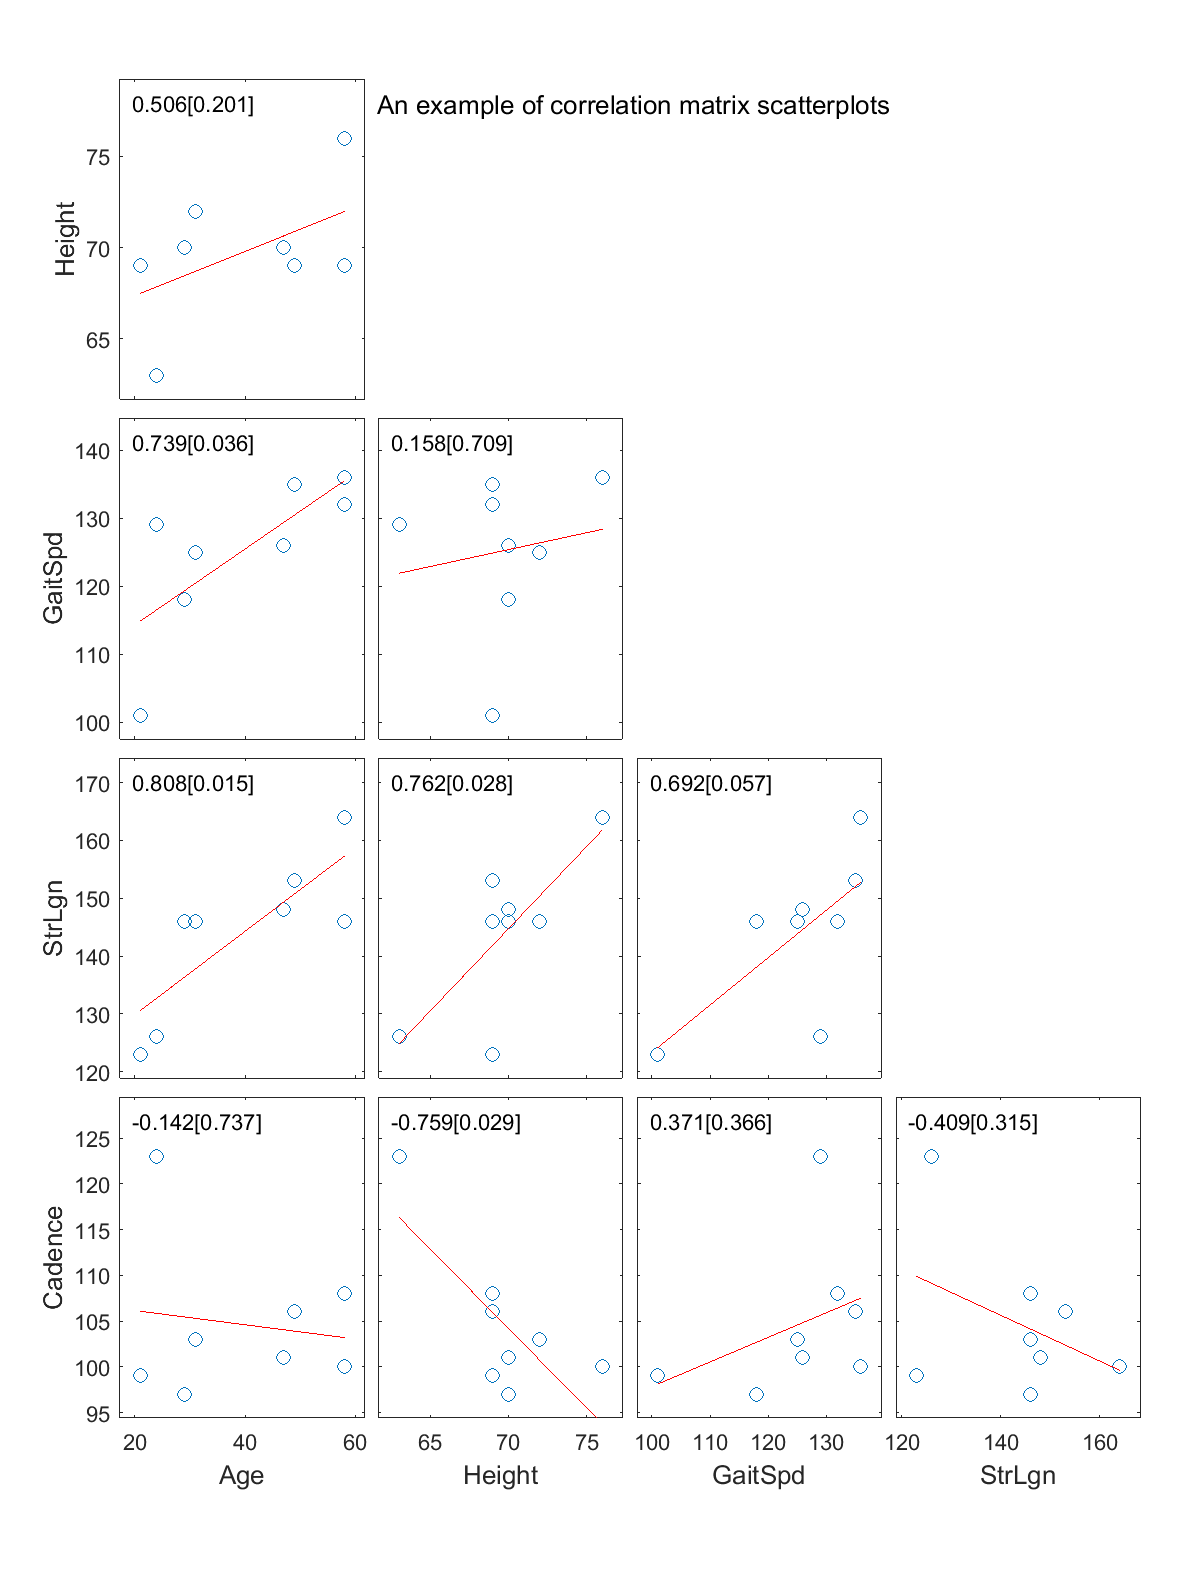 0.506[0.201]
An example of correlation matrix scatterplots
75
70
65
Height
0.739[0.036]
0.158[0.709]
140
130
120
110
100
GaitSpd
0.808[0.015]
0.762[0.028]
0.692[0.057]
170
160
150
140
130
120
StrLgn
-0.142[0.737]
-0.759[0.029]
0.371[0.366]
-0.409[0.315]
125
120
115
110
105
100
95
Cadence
20 40 60
65 70 75
100 110 120 130
120 140 160
Age
Height
GaitSpd
StrLgn